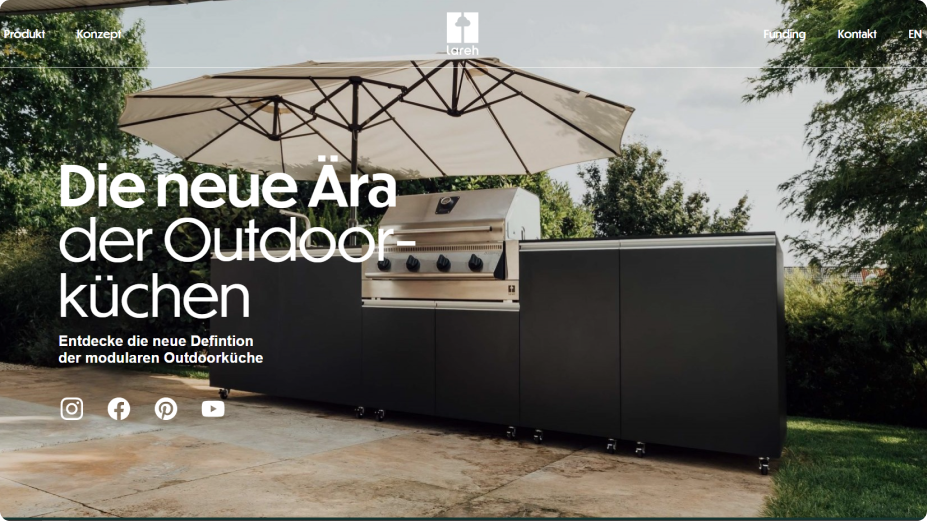 Produkt
Konzept
lareh
Funding
Kontakt
EN
Die neue Ära
der Outdoor-
küchen
Entdecke die neue Defintion
der modularen Outdoorküche